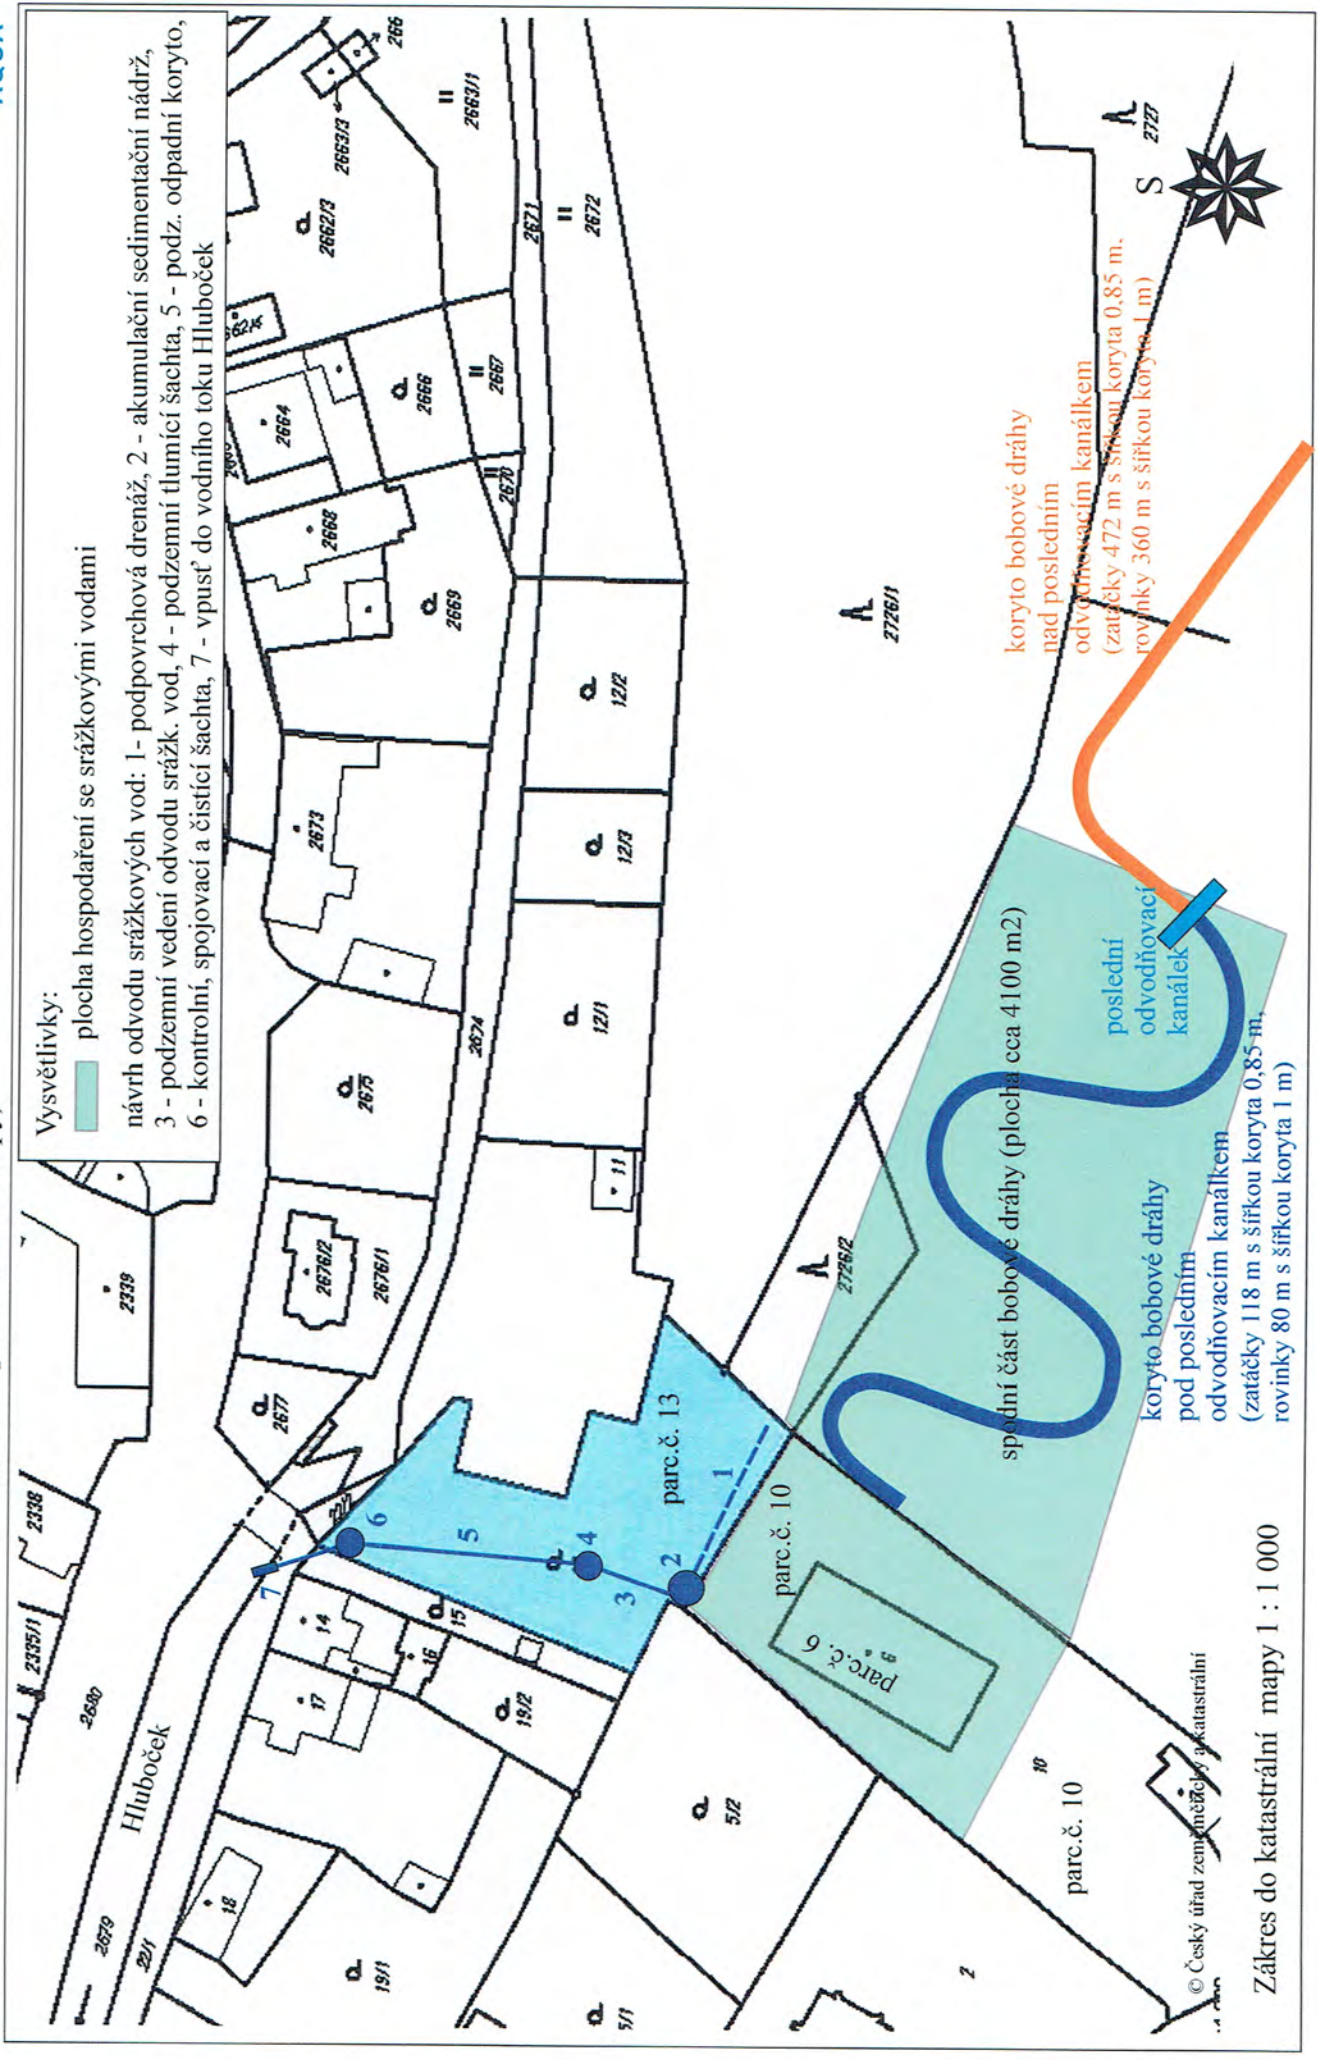 Vysvětlivky:
plocha hospodaření se srážkovými vodami
návrh odvodu srážkových vod: 1- podpovrchová drenáž, 2 - akumulační sedimentační nádrž,
3 - podzemní vedení odvodu srážk. vod, 4 - podzemní tlumící šachta, 5 - podz. odpadní koryto,
6 - kontrolní, spojovací a čistící šachta, 7 - vpusť do vodního toku Hluboček
2339
2338
2335/1
2680
Hluboček
2679
22/1
2677
2676/2
2676/1
2675
2674
2673
2668
2669
2664
2666
2667
2670
2662/3
2663/3
266
2663/1
2671
2672
12/2
12/3
12/1
11
14
15
16
17
18
19/2
19/1
5/2
5/1
2
7
6
5
4
3
2
1
parc.č. 13
parc.č. 10
parc.č. 6
10
parc.č. 10
2726/2
2726/1
2727
S
spodní část bobové dráhy (plocha cca 4100 m2)
poslední
odvodňovací
kanálek
koryto bobové dráhy
nad posledním
odvodňovacím kanálkem
(zatáčky 472 m s šířkou koryta 0,85 m,
rovinky 360 m s šířkou koryta 1 m)
koryto bobové dráhy
pod posledním
odvodňovacím kanálkem
(zatáčky 118 m s šířkou koryta 0,85 m,
rovinky 80 m s šířkou koryta 1 m)
© Český úřad zeměměřický a katastrální
Zákres do katastrální mapy 1 : 1 000